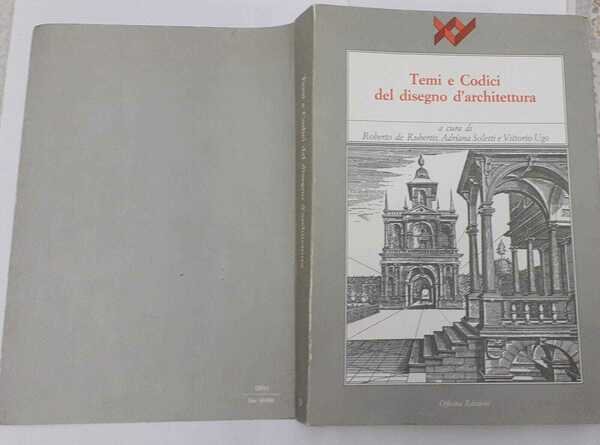 Temi e Codici
del disegno d'architettura
a cura di
Roberto de Rubertis, Adriana Soletti e Vittorio Ugo
Officina Edizioni
Temi e Codici del disegno d'architettura